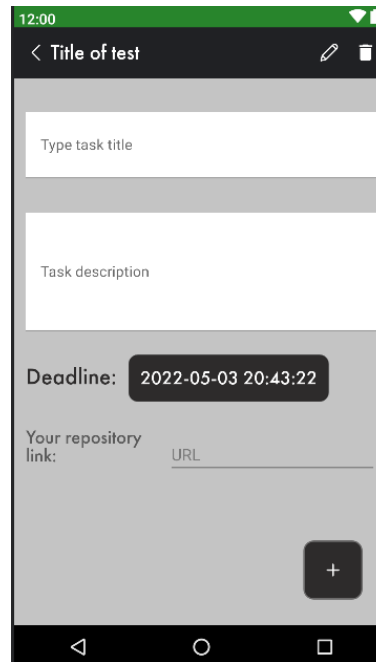 12:00
Title of test
Type task title
Task description
Deadline: 2022-05-03 20:43:22
Your repository
link: URL
+